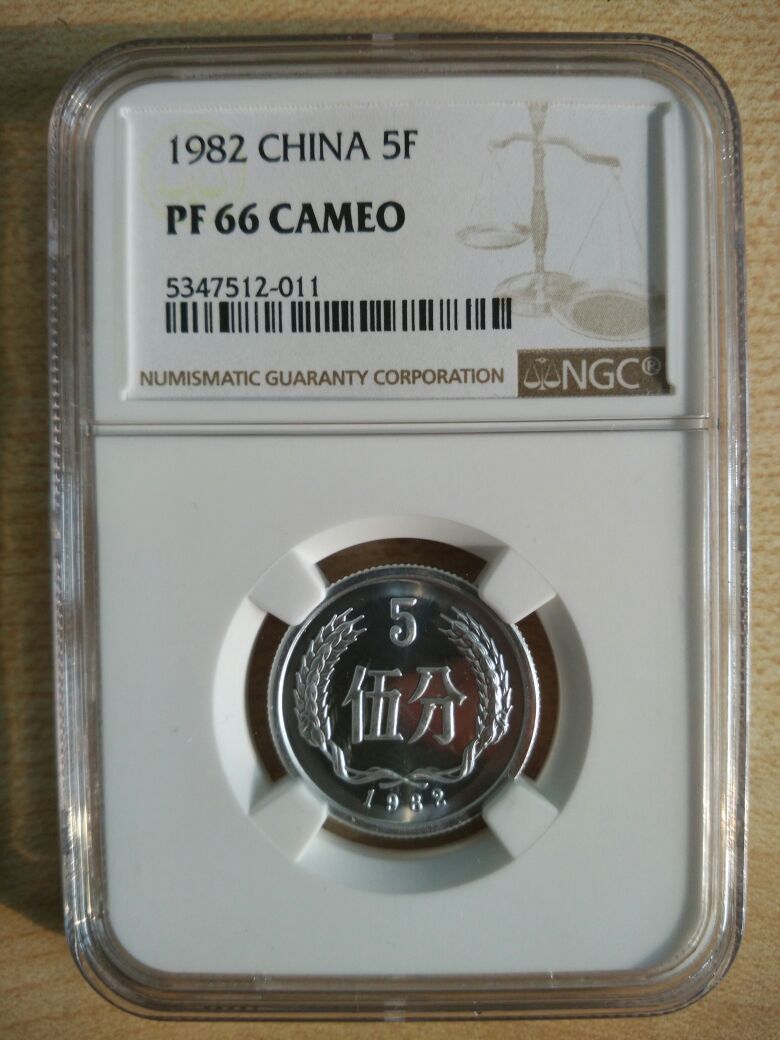 1982 CHINA 5F
PF 66 CAMEO
5347512-011
NUMISMATIC GUARANTY CORPORATION
NGC®
5
伍分
1982